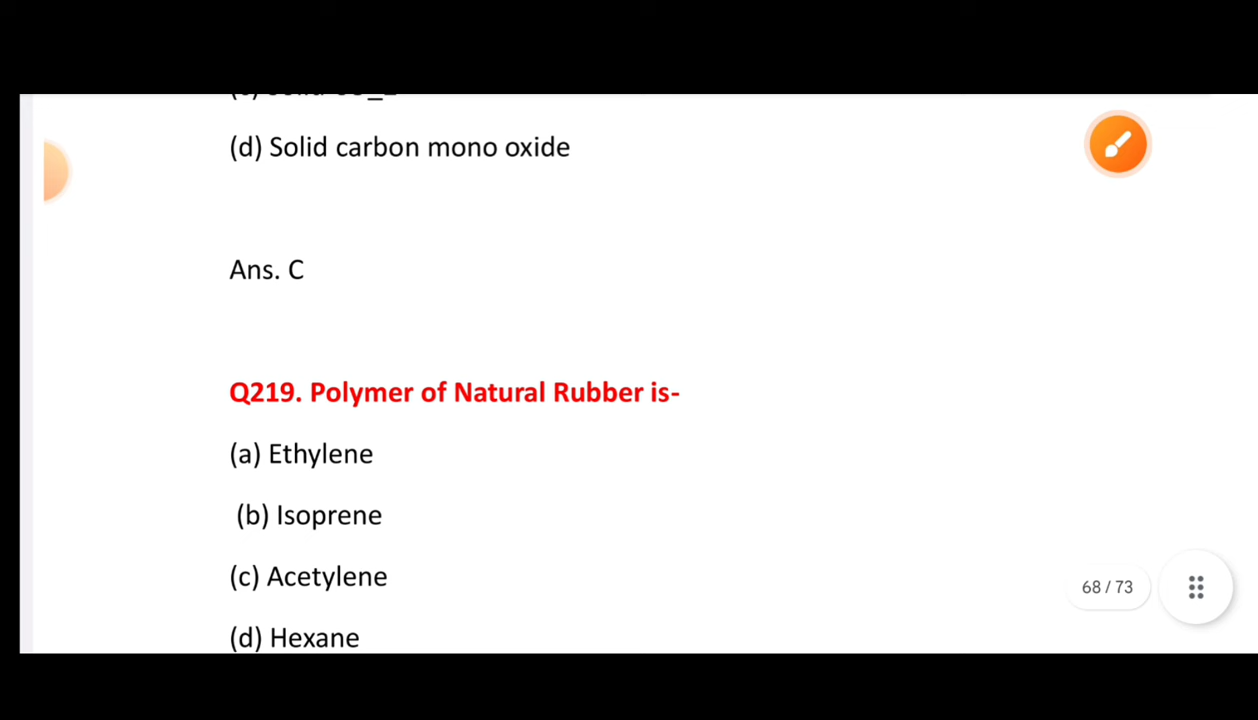 (d) Solid carbon mono oxide
Ans. C
Q219. Polymer of Natural Rubber is-
(a) Ethylene
(b) Isoprene
(c) Acetylene
(d) Hexane
68 / 73